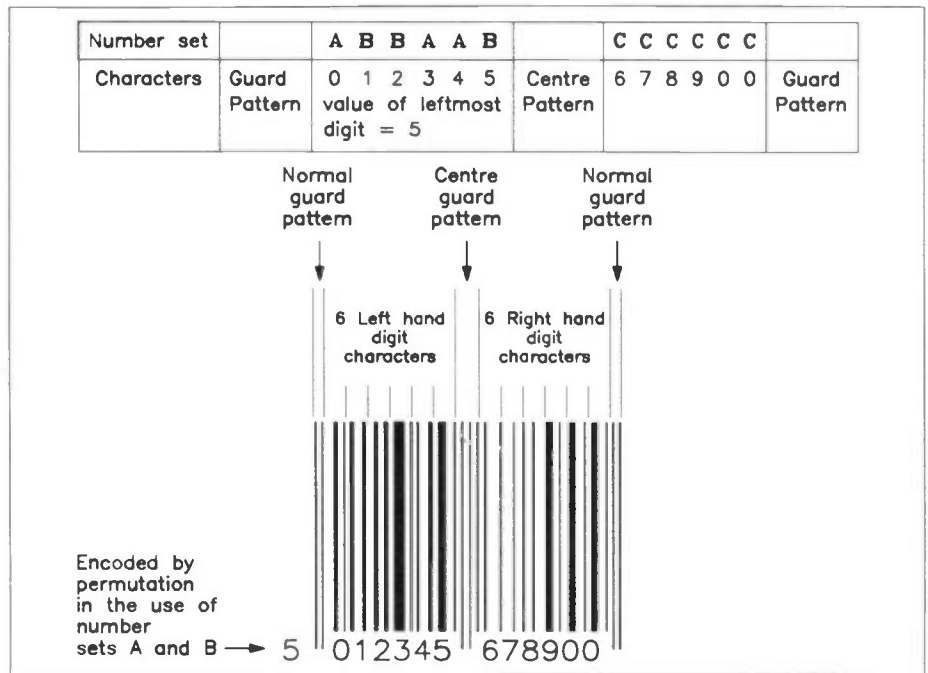 Number set A B B A A B C C C C C C
Characters Guard Pattern 0 1 2 3 4 5 value of leftmost digit = 5 Centre Pattern 6 7 8 9 0 0 Guard Pattern
Normal guard pattern
Centre guard pattern
Normal guard pattern
6 Left hand digit characters
6 Right hand digit characters
Encoded by
permutation
in the use of
number
sets A and B
5 012345 678900